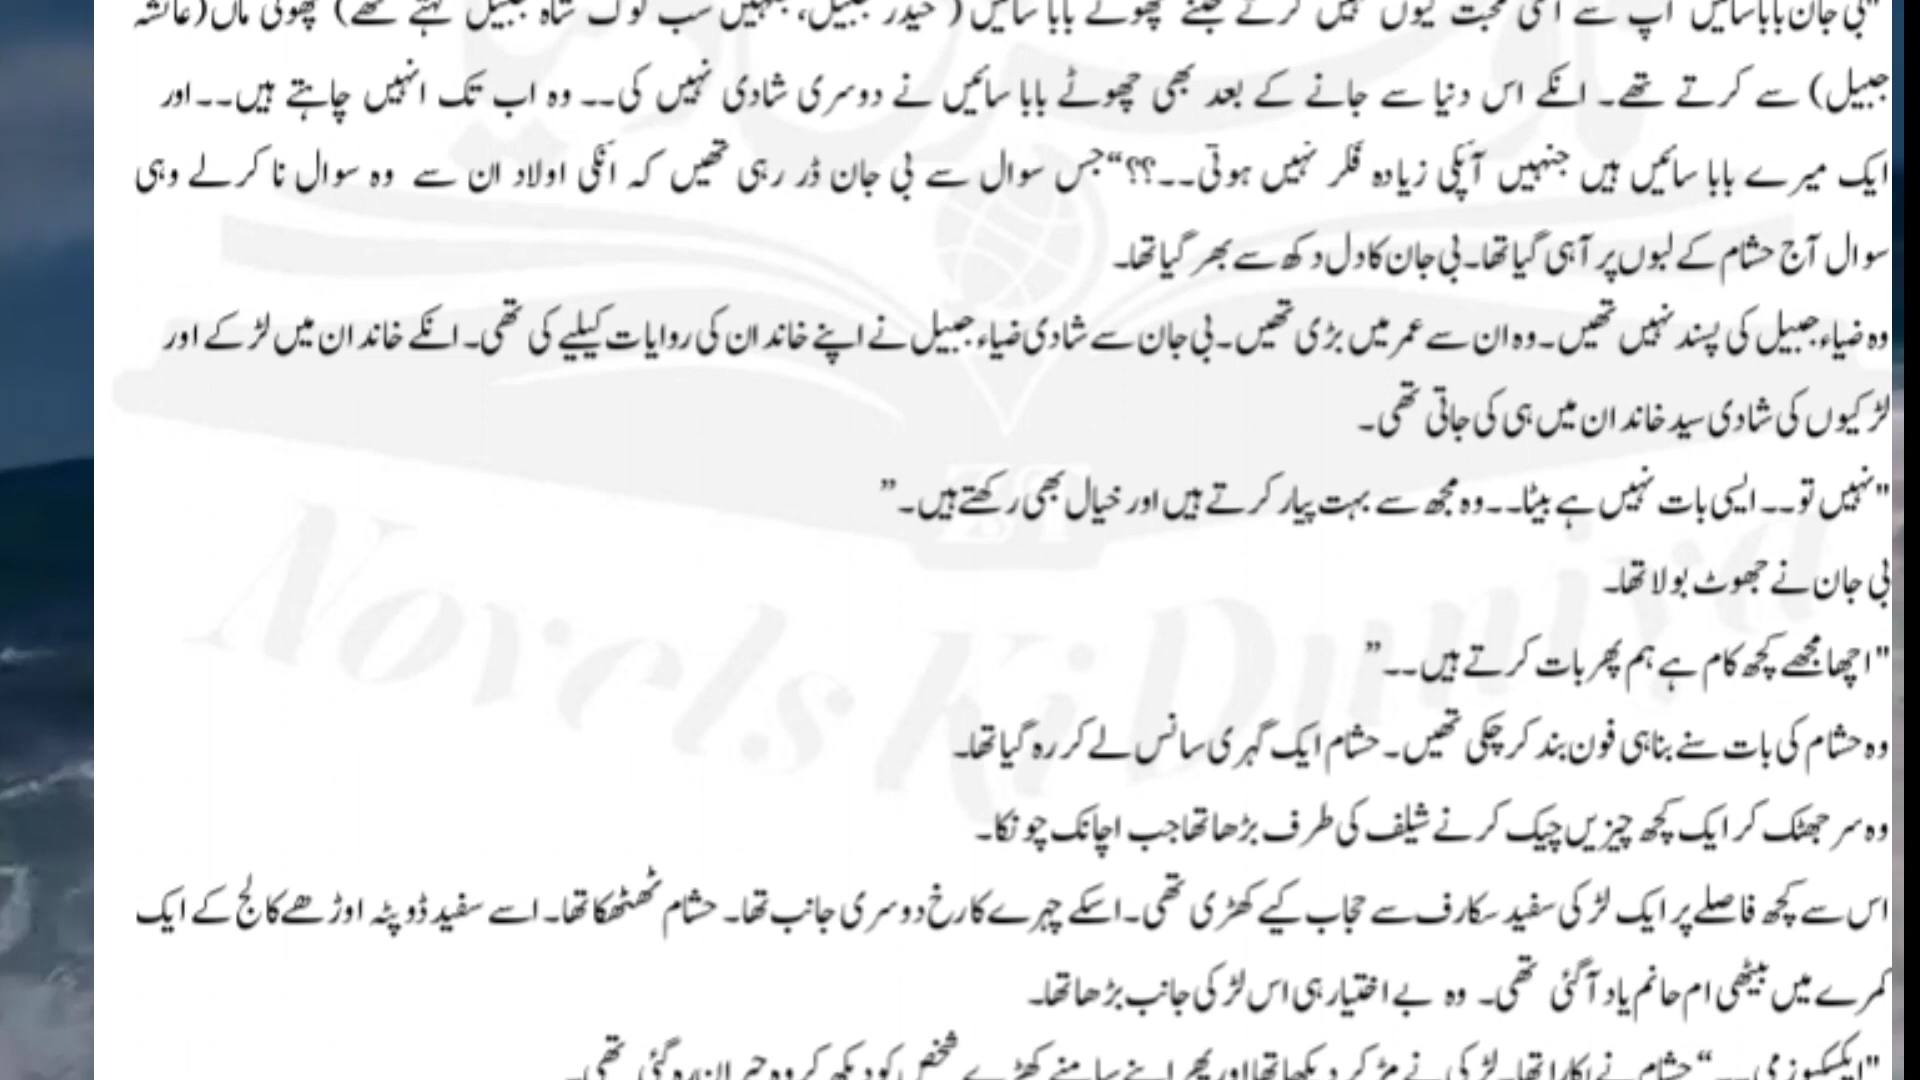 "بی جان بابا سائیں آپ سے اتنی محبت کیوں نہیں کرتے جتنے چھوٹے بابا سائیں (حیدر جبیل، جنہیں سب لوگ شاہ جبیل کہتے تھے) چھوٹی ماں (عائشہ
جبیل) سے کرتے تھے۔ انکے اس دنیا سے جانے کے بعد بھی چھوٹے بابا سائیں نے دوسری شادی نہیں کی۔۔ وہ اب تک انہیں چاہتے ہیں۔۔اور
ایک میرے بابا سائیں ہیں جنہیں آپکی زیادہ فکر نہیں ہوتی۔۔؟؟“جس سوال سے بی جان ڈر رہی تھیں کہ انکی اولاد ان سے وہ سوال نا کر لے وہی
سوال آج حشام کے لبوں پر آہی گیا تھا۔بی جان کا دل دکھ سے بھر گیا تھا۔
وہ ضیاء جبیل کی پسند نہیں تھیں۔وہ ان سے عمر میں بڑی تھیں۔بی جان سے شادی ضیاء جبیل نے اپنے خاندان کی روایات کیلیے کی تھی۔انکے خاندان میں لڑکے اور
لڑکیوں کی شادی سید خاندان میں ہی کی جاتی تھی۔
"نہیں تو۔۔ایسی بات نہیں ہے بیٹا۔۔وہ مجھ سے بہت پیار کرتے ہیں اور خیال بھی رکھتے ہیں۔”
بی جان نے جھوٹ بولا تھا۔
"اچھا مجھے کچھ کام ہے ہم پھر بات کرتے ہیں۔۔”
وہ حشام کی بات سنے بنا ہی فون بند کر چکی تھیں۔حشام ایک گہری سانس لے کر رہ گیا تھا۔
وہ سر جھٹک کر ایک کچھ چیزیں چیک کرنے شیلف کی طرف بڑھا تھا جب اچانک چونکا۔
اس سے کچھ فاصلے پر ایک لڑکی سفید سکارف سے حجاب کیے کھڑی تھی۔اسکے چہرے کا رخ دوسری جانب تھا۔حشام ٹھٹھکا تھا۔اسے سفید ڈوپٹہ اوڑھے کالج کے ایک
کمرے میں بیٹھی ام حانم یاد آگئی تھی۔ وہ بے اختیار ہی اس لڑکی جانب بڑھا تھا۔
"ایکسکیوزمی۔۔“حشام نے پکارا تھا۔لڑکی نے مڑ کر دیکھا تھا اور پھر اپنے سامنے کھڑے شخص کو دیکھ کر وہ حیران رہ گئی تھی۔
Novels Ki Duniya